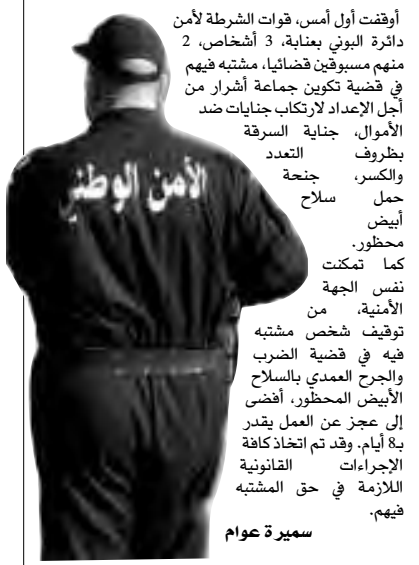 أوقفت أول أمس، قوات الشرطة لأمن
دائرة البوني بعنابة، 3 أشخاص، 2
منهم مسبوقين قضائيا، مشتبه فيهم
في قضية تكوين جماعة أشرار من
أجل الإعداد لارتكاب جنايات ضد
الأموال، جناية السرقة
بظروف التعدد
والكسر، جنحة
حمل سلاح
أبيض
محظور.
كما تمكنت
نفس الجهة
الأمنية، من
توقيف شخص مشتبه
فيه في قضية الضرب
والجرح العمدي بالسلاح
الأبيض المحظور، أفضى
إلى عجز عن العمل يقدر
بـ8 أيام. وقد تم اتخاذ كافة
الإجراءات القانونية
اللازمة في حق المشتبه
فيهم.
سميرة عوام
الأمن الوطني